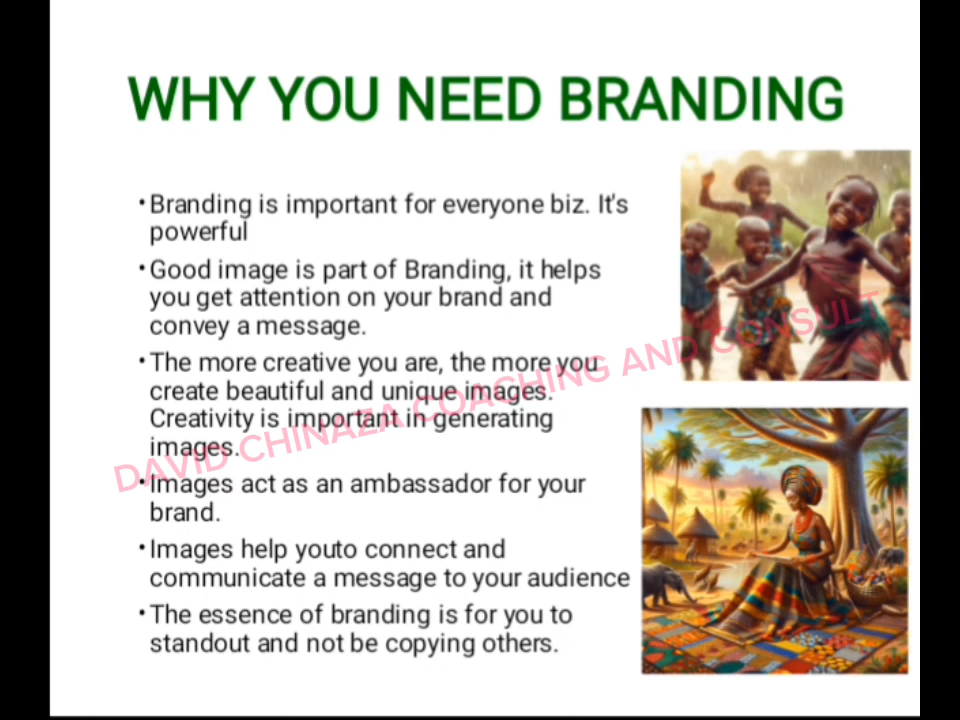 WHY YOU NEED BRANDING
•Branding is important for everyone biz. It's
powerful
•Good image is part of Branding, it helps
you get attention on your brand and
convey a message.
•The more creative you are, the more you
create beautiful and unique images.
Creativity is important in generating
images.
•Images act as an ambassador for your
brand.
•Images help youto connect and
communicate a message to your audience
•The essence of branding is for you to
standout and not be copying others.
DAVID CHINAZA COACHING AND CONSULT